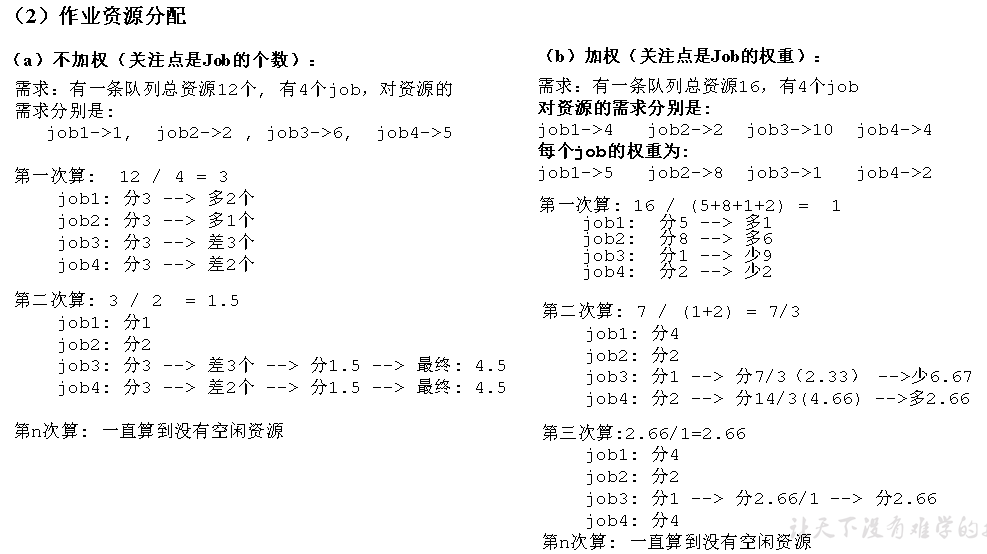 （2）作业资源分配
（a）不加权（关注点是Job的个数）：
需求：有一条队列总资源12个, 有4个job，对资源的
需求分别是:
job1->1, job2->2 , job3->6, job4->5
第一次算: 12 / 4 = 3
job1: 分3 --> 多2个
job2: 分3 --> 多1个
job3: 分3 --> 差3个
job4: 分3 --> 差2个
第二次算: 3 / 2 = 1.5
job1: 分1
job2: 分2
job3: 分3 --> 差3个 --> 分1.5 --> 最终: 4.5
job4: 分3 --> 差2个 --> 分1.5 --> 最终: 4.5
第n次算: 一直算到没有空闲资源
（b）加权（关注点是Job的权重）：
需求：有一条队列总资源16，有4个job
对资源的需求分别是:
job1->4 job2->2 job3->10 job4->4
每个job的权重为:
job1->5 job2->8 job3->1 job4->2
第一次算: 16 / (5+8+1+2) = 1
job1: 分5 --> 多1
job2: 分8 --> 多6
job3: 分1 --> 少9
job4: 分2 --> 少2
第二次算: 7 / (1+2) = 7/3
job1: 分4
job2: 分2
job3: 分1 --> 分7/3（2.33） -->少6.67
job4: 分2 --> 分14/3(4.66) -->多2.66
第三次算:2.66/1=2.66
job1: 分4
job2: 分2
job3: 分1 --> 分2.66/1 --> 分2.66
job4: 分4
第n次算: 一直算到没有空闲资源
让天下没有难学的